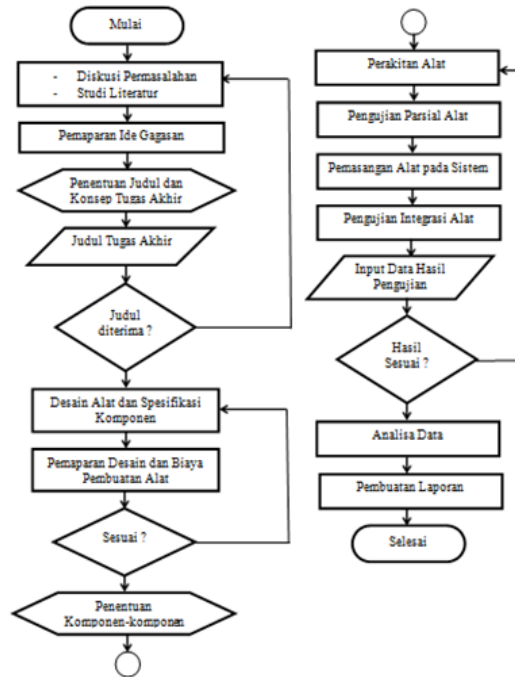 Mulai
- Diskusi Permasalahan
- Studi Literatur
Pemaparan Ide Gagasan
Penentuan Judul dan
Konsep Tugas Akhir
Judul Tugas Akhir
Judul
diterima ?
Desain Alat dan Spesifikasi
Komponen
Pemaparan Desain dan Biaya
Pembuatan Alat
Sesuai ?
Penentuan
Komponen-komponen
Perakitan Alat
Pengujian Parsial Alat
Pemasangan Alat pada Sistem
Pengujian Integrasi Alat
Input Data Hasil
Pengujian
Hasil
Sesuai ?
Analisa Data
Pembuatan Laporan
Selesai